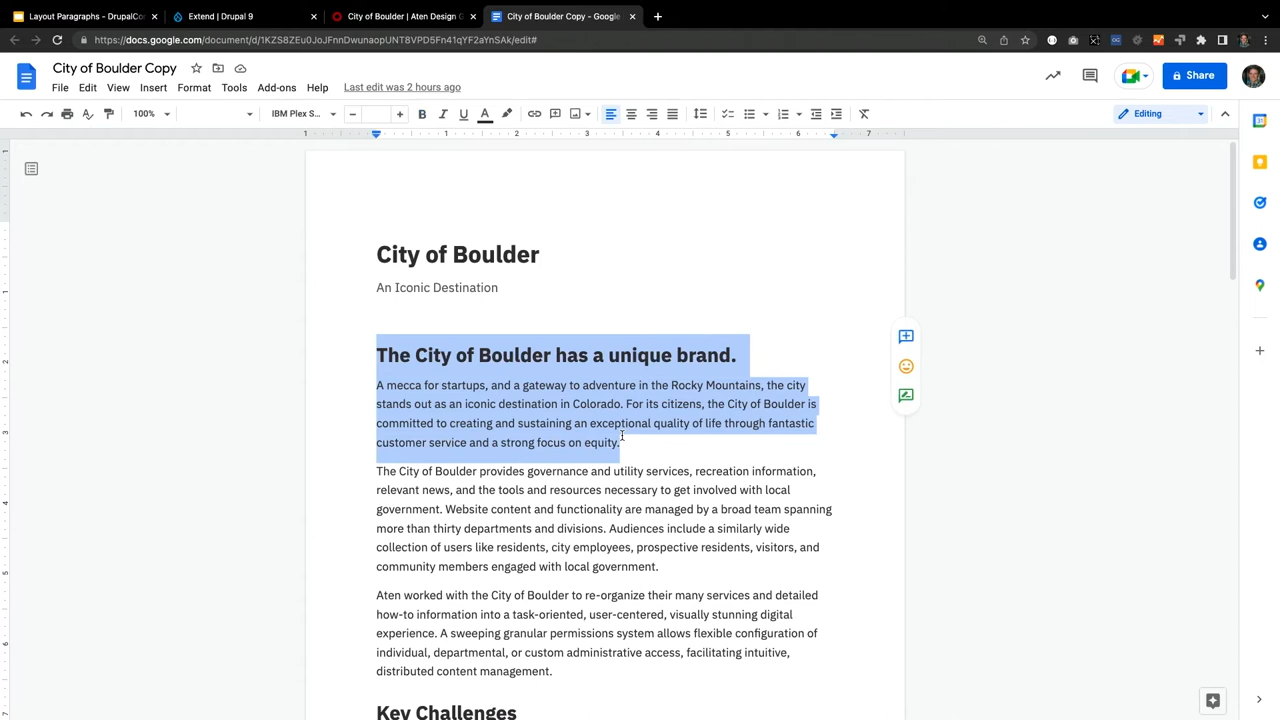 Layout Paragraphs - DrupalCo
Extend | Drupal 9
City of Boulder | Aten Design G
City of Boulder Copy - Google
https://docs.google.com/document/d/1KZS8ZEu0JoJFnnDwunaopUNT8VPD5Fn41qYF2aYnSAk/edit#
City of Boulder Copy
File Edit View Insert Format Tools Add-ons Help Last edit was 2 hours ago
Share
100% IBM Plex S... Editing
1 1 2 3 4 5 6 7
City of Boulder
An Iconic Destination
The City of Boulder has a unique brand.
A mecca for startups, and a gateway to adventure in the Rocky Mountains, the city
stands out as an iconic destination in Colorado. For its citizens, the City of Boulder is
committed to creating and sustaining an exceptional quality of life through fantastic
customer service and a strong focus on equity.
The City of Boulder provides governance and utility services, recreation information,
relevant news, and the tools and resources necessary to get involved with local
government. Website content and functionality are managed by a broad team spanning
more than thirty departments and divisions. Audiences include a similarly wide
collection of users like residents, city employees, prospective residents, visitors, and
community members engaged with local government.
Aten worked with the City of Boulder to re-organize their many services and detailed
how-to information into a task-oriented, user-centered, visually stunning digital
experience. A sweeping granular permissions system allows flexible configuration of
individual, departmental, or custom administrative access, facilitating intuitive,
distributed content management.
Key Challenges